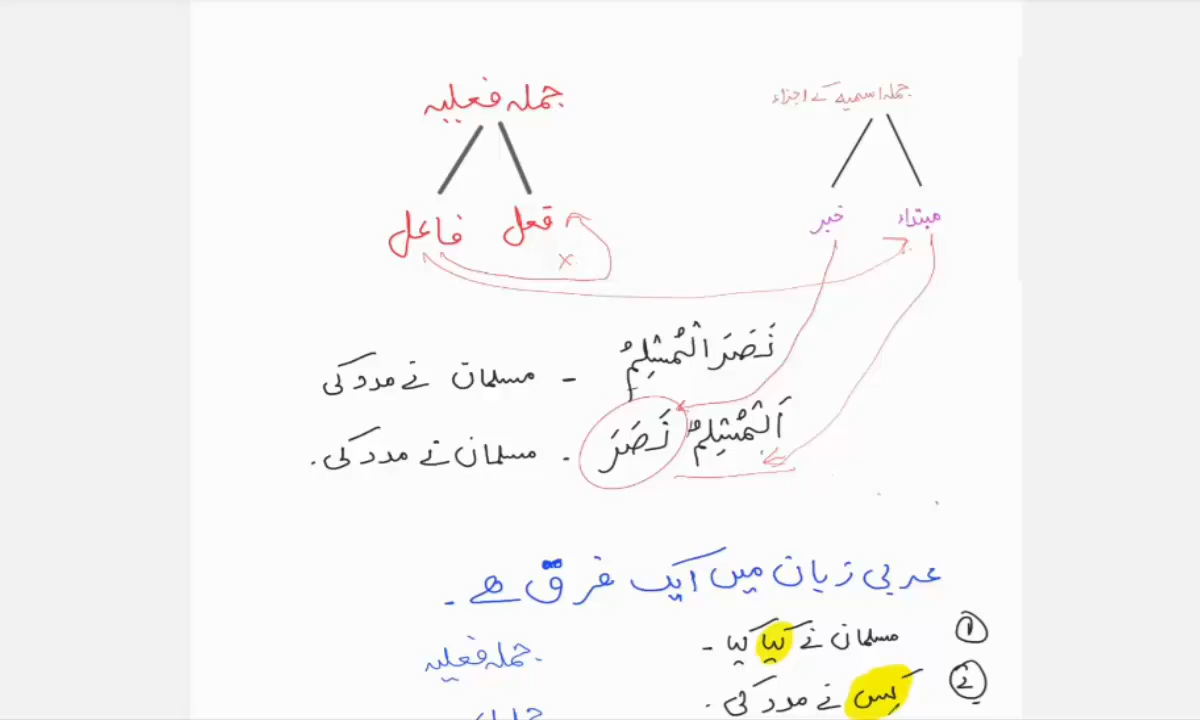 جملہ اسمیہ کے اجزاء
جملہ فعلیہ
مبتداء خبر
فعل فاعل
نَصَرَ الْمُسْلِمُ - مسلمان نے مدد کی
اَلْمُسْلِمُ نَصَرَ - مسلمان نے مدد کی.
عربی زبان میں ایک فرق ہے -
① مسلمان نے کیا کیا - جملہ فعلیہ
② کِس نے مدد کی.